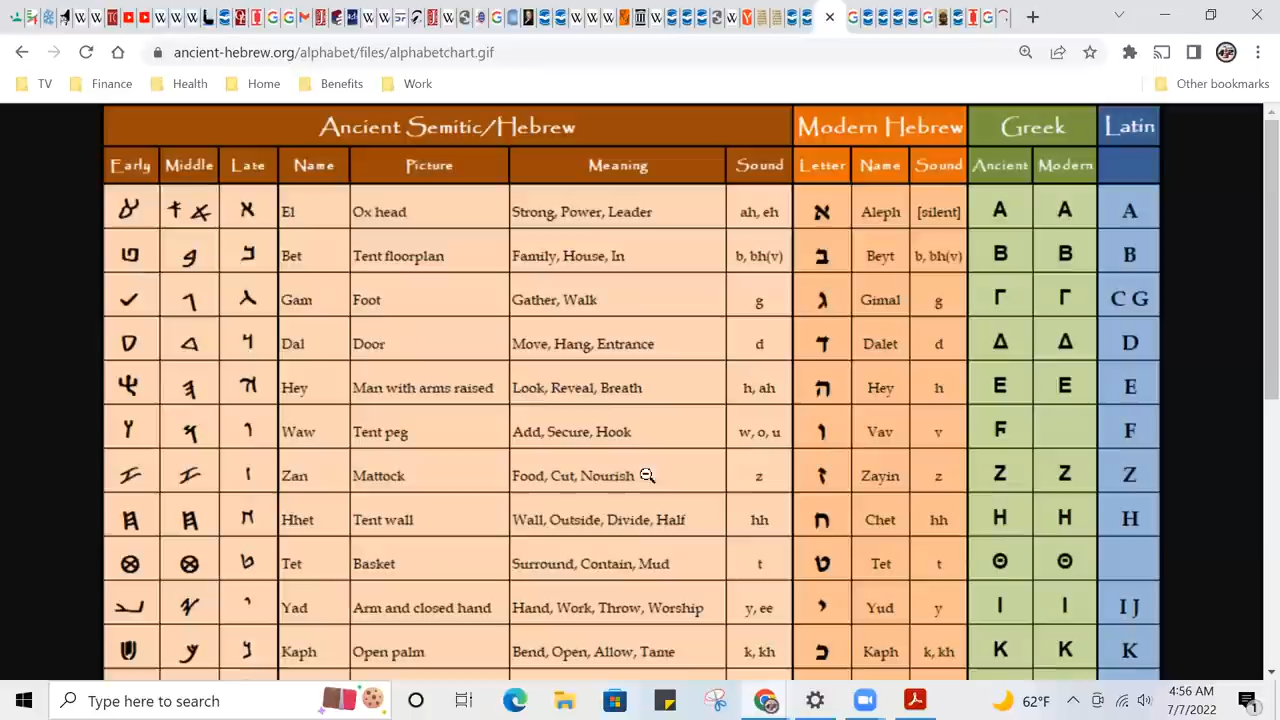 ancient-hebrew.org/alphabet/files/alphabetchart.gif
TV Finance Health Home Benefits Work Other bookmarks
Ancient Semitic/Hebrew Modern Hebrew Greek Latin
Early Middle Late Name Picture Meaning Sound Letter Name Sound Ancient Modern
El Ox head Strong, Power, Leader ah, eh א Aleph [silent] Α Α A
Bet Tent floorplan Family, House, In b, bh(v) ב Beyt b, bh(v) Β Β B
Gam Foot Gather, Walk g ג Gimal g Γ Γ C G
Dal Door Move, Hang, Entrance d ד Dalet d Δ Δ D
Hey Man with arms raised Look, Reveal, Breath h, ah ה Hey h Ε Ε E
Waw Tent peg Add, Secure, Hook w, o, u ו Vav v F F
Zan Mattock Food, Cut, Nourish z ז Zayin z Ζ Ζ Z
Hhet Tent wall Wall, Outside, Divide, Half hh ח Chet hh Η Η H
Tet Basket Surround, Contain, Mud t ט Tet t Θ Θ
Yad Arm and closed hand Hand, Work, Throw, Worship y, ee י Yud y Ι Ι I J
Kaph Open palm Bend, Open, Allow, Tame k, kh כ Kaph k, kh Κ Κ K
Type here to search 62°F 4:56 AM
7/7/2022